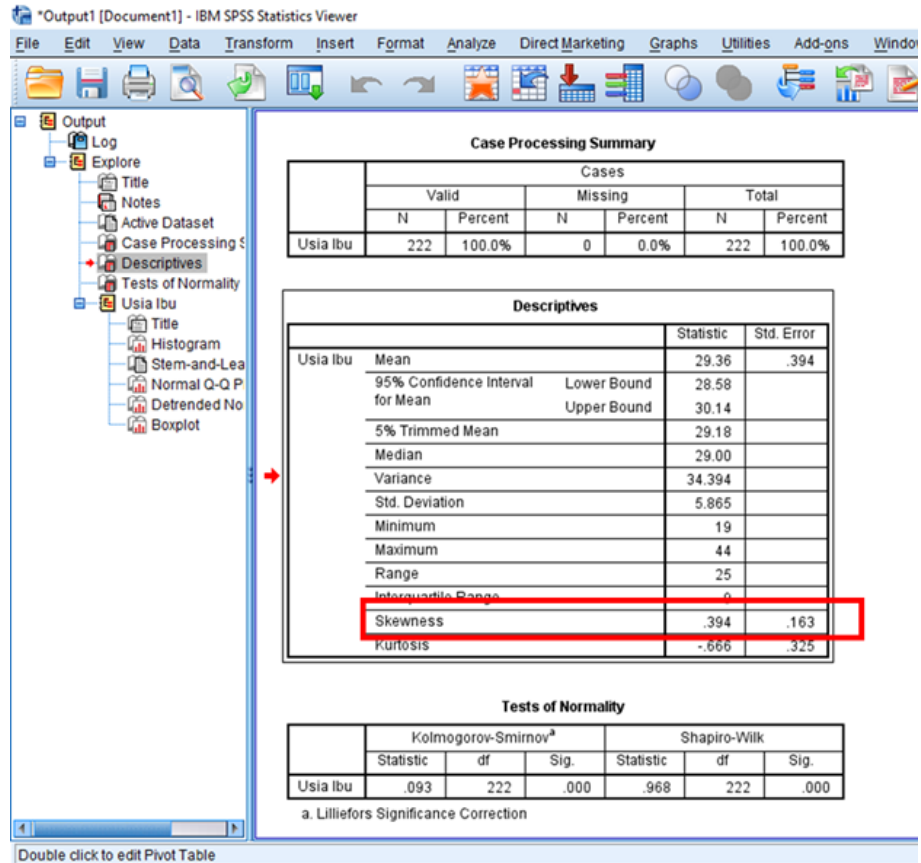 *Output1 [Document1] - IBM SPSS Statistics Viewer
File Edit View Data Transform Insert Format Analyze Direct Marketing Graphs Utilities Add-ons Window
Output
Log
Explore
Title
Notes
Active Dataset
Case Processing S
Descriptives
Tests of Normality
Usia Ibu
Title
Histogram
Stem-and-Lea
Normal Q-Q P
Detrended No
Boxplot
Case Processing Summary
Cases
Valid Missing Total
N Percent N Percent N Percent
Usia Ibu 222 100.0% 0 0.0% 222 100.0%
Descriptives
Statistic Std. Error
Usia Ibu Mean 29.36 .394
95% Confidence Interval for Mean Lower Bound 28.58
Upper Bound 30.14
5% Trimmed Mean 29.18
Median 29.00
Variance 34.394
Std. Deviation 5.865
Minimum 19
Maximum 44
Range 25
Interquartile Range 9
Skewness .394 .163
Kurtosis -.666 .325
Tests of Normality
Kolmogorov-Smirnov<sup>a</sup> Shapiro-Wilk
Statistic df Sig. Statistic df Sig.
Usia Ibu .093 222 .000 .968 222 .000
a. Lilliefors Significance Correction
Double click to edit Pivot Table